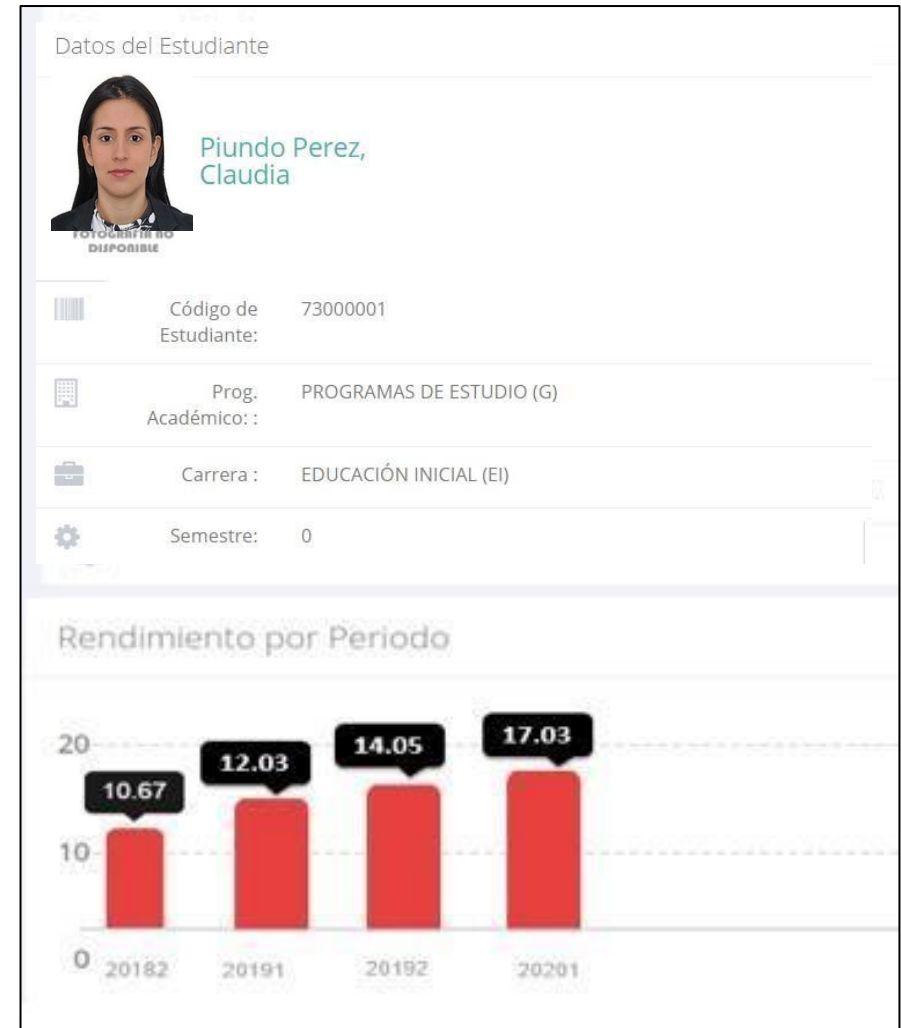 Datos del Estudiante
Piundo Perez,
Claudia
FOTOGRAFIA NO
DISPONIBLE
Código de
Estudiante:
73000001
Prog.
Académico: :
PROGRAMAS DE ESTUDIO (G)
Carrera :
EDUCACIÓN INICIAL (EI)
Semestre:
0
Rendimiento por Periodo
20
10.67
12.03
14.05
17.03
10
0
20182
20191
20192
20201